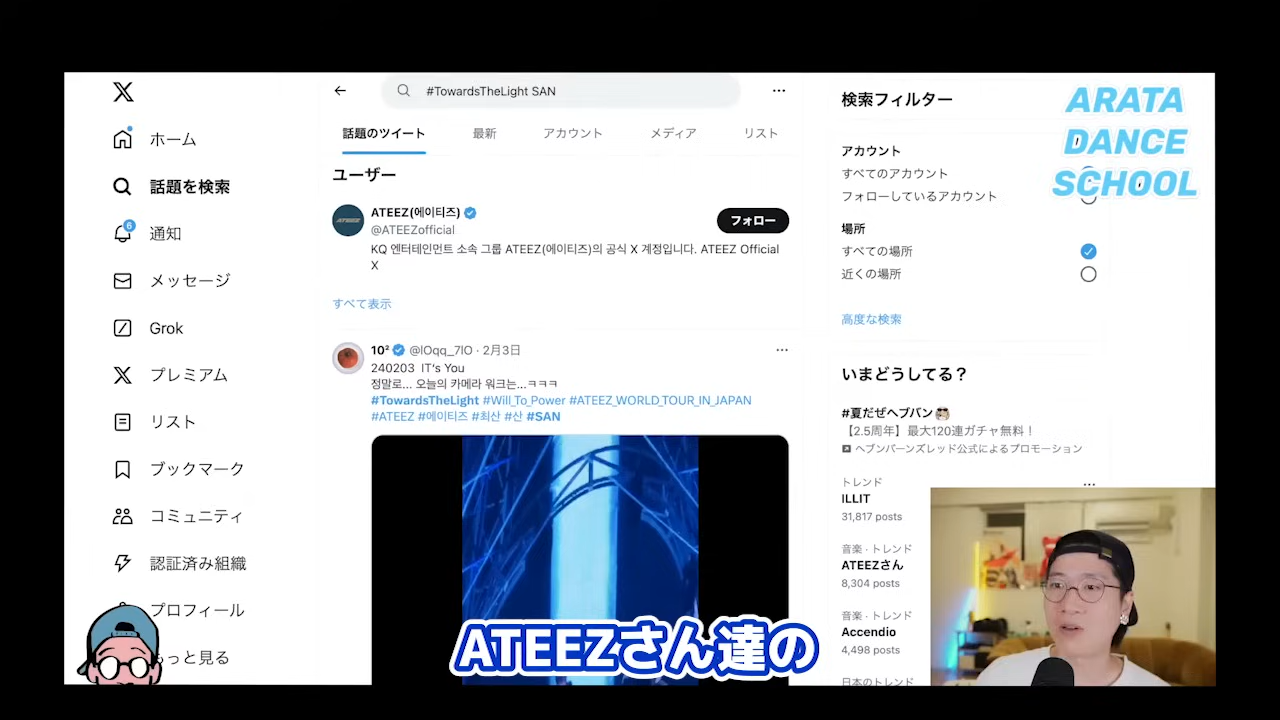 ホーム
話題を検索
6
通知
メッセージ
Grok
プレミアム
リスト
ブックマーク
コミュニティ
認証済み組織
プロフィール
っと見る
#TowardsTheLight SAN
話題のツイート
最新
アカウント
メディア
リスト
ユーザー
ATEEZ
ATEEZ(에이티즈)
@ATEEZofficial
フォロー
KQ 엔터테인먼트 소속 그룹 ATEEZ(에이티즈)의 공식 X 계정입니다. ATEEZ Official
X
すべて表示
10² @lOqq_7lO · 2月3日
240203 IT's You
정말로... 오늘의 카메라 워크는...ㅋㅋㅋ
#TowardsTheLight #Will_To_Power #ATEEZ_WORLD_TOUR_IN_JAPAN
#ATEEZ #에이티즈 #최산 #산 #SAN
検索フィルター
アカウント
すべてのアカウント
フォローしているアカウント
場所
すべての場所
近くの場所
高度な検索
いまどうしてる？
#夏だぜヘブバン
【2.5周年】最大120連ガチャ無料！
ヘブンバーンズレッド公式によるプロモーション
トレンド
ILLIT
31,817 posts
音楽・トレンド
ATEEZさん
8,304 posts
音楽・トレンド
Accendio
4,498 posts
日本のトレンド
ARATA
DANCE
SCHOOL
ATEEZさん達の